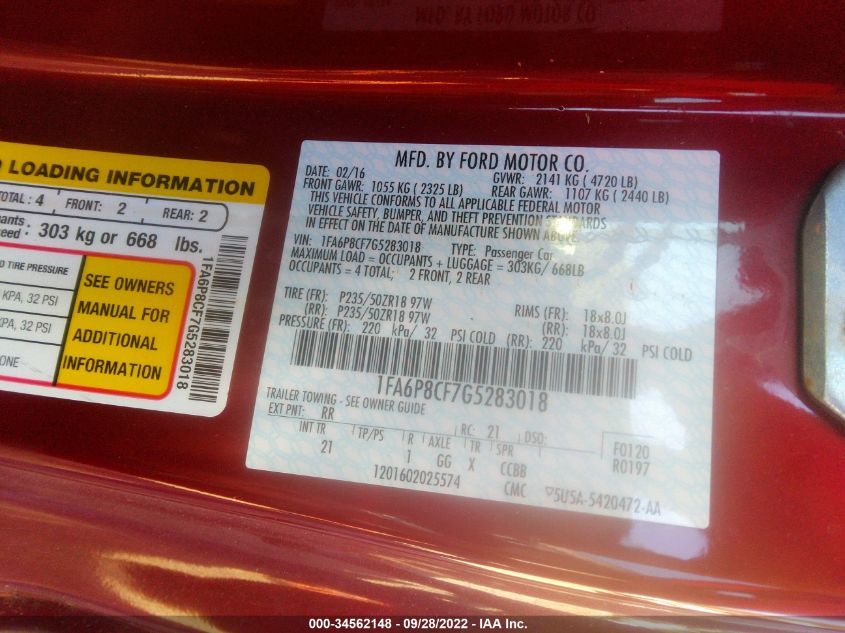 LOADING INFORMATION
TOTAL : 4 FRONT: 2 REAR: 2
303 kg or 668 lbs.
TIRE PRESSURE
KPA, 32 PSI
KPA, 32 PSI
SEE OWNERS
MANUAL FOR
ADDITIONAL
INFORMATION
1FA6P8CF7G5283018
MFD. BY FORD MOTOR CO.
DATE: 02/16 GVWR: 2141 KG ( 4720 LB)
FRONT GAWR: 1055 KG ( 2325 LB) REAR GAWR: 1107 KG ( 2440 LB)
THIS VEHICLE CONFORMS TO ALL APPLICABLE FEDERAL MOTOR
VEHICLE SAFETY, BUMPER, AND THEFT PREVENTION STANDARDS
IN EFFECT ON THE DATE OF MANUFACTURE SHOWN ABOVE.
VIN: 1FA6P8CF7G5283018 TYPE: Passenger Car
MAXIMUM LOAD = OCCUPANTS + LUGGAGE = 303KG/ 668LB
OCCUPANTS = 4 TOTAL; 2 FRONT, 2 REAR
TIRE (FR): P235/50ZR18 97W RIMS (FR): 18x8.0J
(RR): P235/50ZR18 97W (RR): 18x8.0J
PRESSURE (FR): 220 kPa/ 32 PSI COLD (RR): 220 kPa/ 32 PSI COLD
1FA6P8CF7G5283018
TRAILER TOWING - SEE OWNER GUIDE
EXT PNT: RR RC: 21 DSO: F0120
INT TR TP/PS R AXLE TR SPR R0197
21 1 GG X CCBB
1201602025574 CMC ▽5U5A-5420472-AA
000-34562148 - 09/28/2022 - IAA Inc.